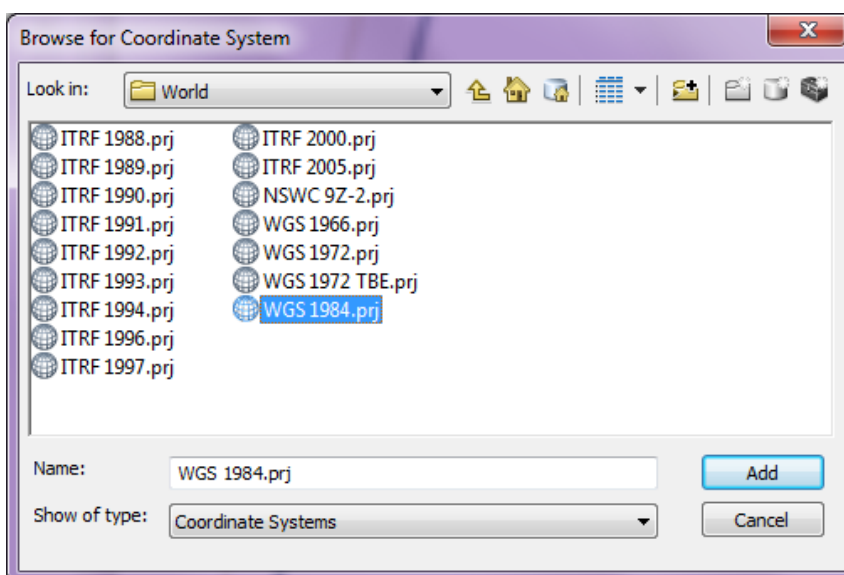 Browse for Coordinate System
Look in: World
ITRF 1988.prj
ITRF 1989.prj
ITRF 1990.prj
ITRF 1991.prj
ITRF 1992.prj
ITRF 1993.prj
ITRF 1994.prj
ITRF 1996.prj
ITRF 1997.prj
ITRF 2000.prj
ITRF 2005.prj
NSWC 9Z-2.prj
WGS 1966.prj
WGS 1972.prj
WGS 1972 TBE.prj
WGS 1984.prj
Name: WGS 1984.prj Add
Show of type: Coordinate Systems Cancel